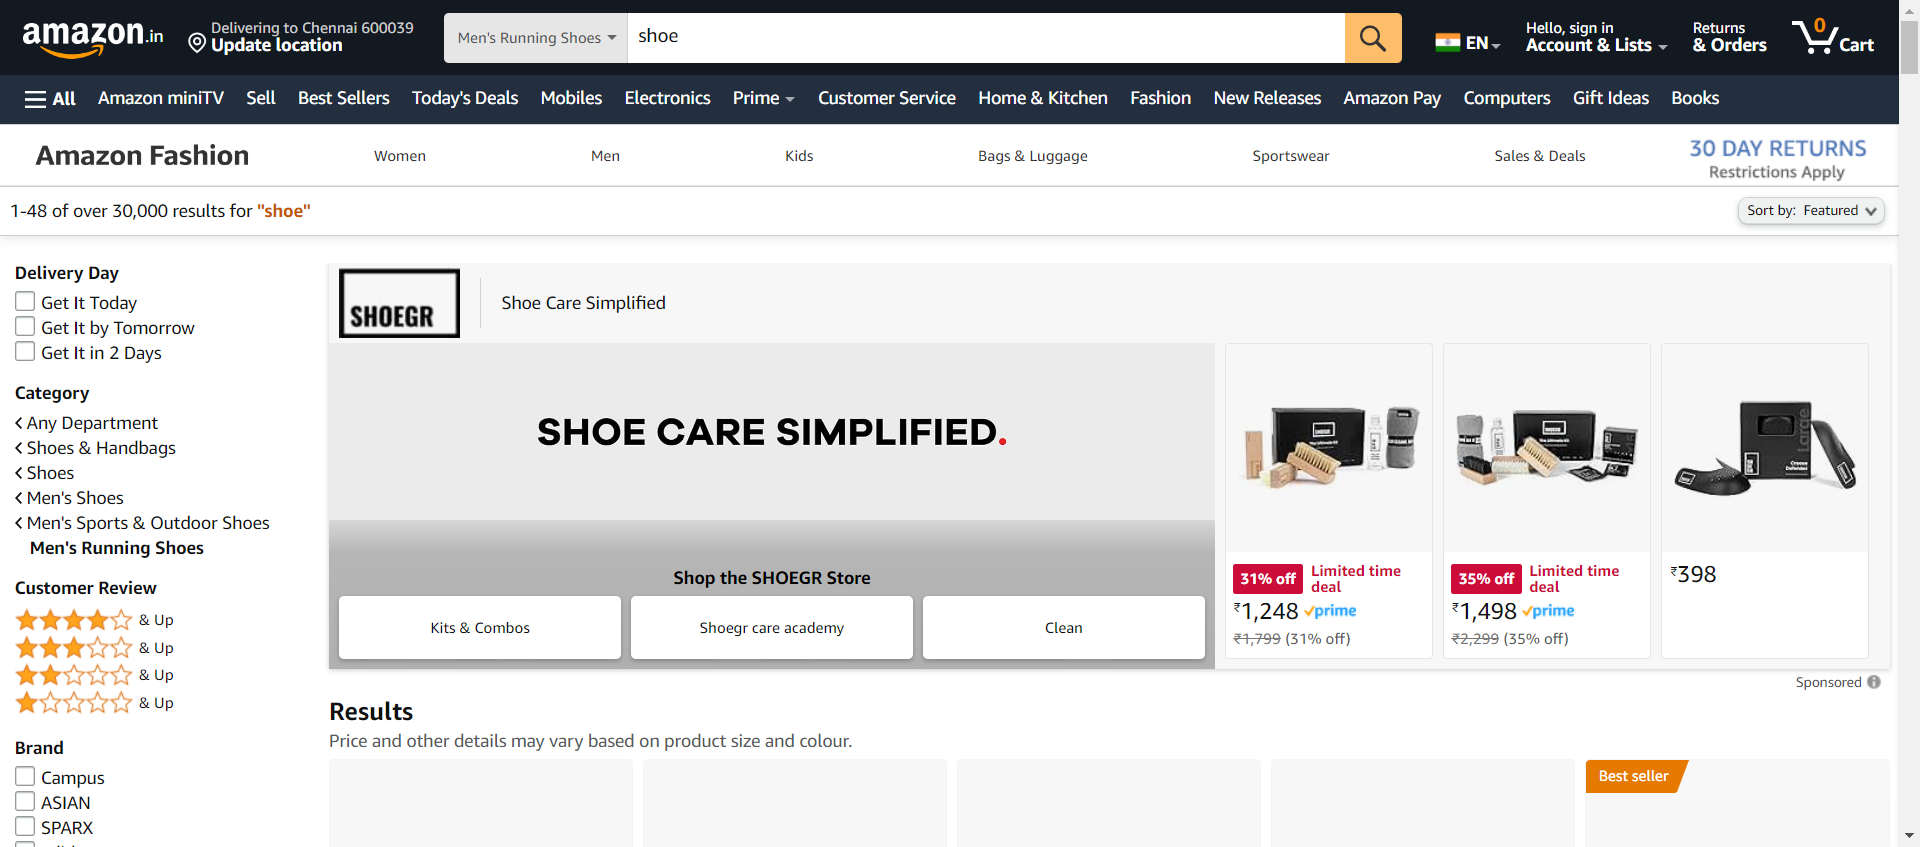 amazon.in
Delivering to Chennai 600039
Update location
Men's Running Shoes
shoe
EN
Hello, sign in
Account & Lists
Returns
& Orders
0
Cart
All
Amazon miniTV
Sell
Best Sellers
Today's Deals
Mobiles
Electronics
Prime
Customer Service
Home & Kitchen
Fashion
New Releases
Amazon Pay
Computers
Gift Ideas
Books
Amazon Fashion
Women
Men
Kids
Bags & Luggage
Sportswear
Sales & Deals
30 DAY RETURNS
Restrictions Apply
1-48 of over 30,000 results for "shoe"
Sort by: Featured
Delivery Day
Get It Today
Get It by Tomorrow
Get It in 2 Days
Category
Any Department
Shoes & Handbags
Shoes
Men's Shoes
Men's Sports & Outdoor Shoes
Men's Running Shoes
Customer Review
& Up
& Up
& Up
& Up
Brand
Campus
ASIAN
SPARX
SHOEGR
Shoe Care Simplified
SHOE CARE SIMPLIFIED.
Shop the SHOEGR Store
Kits & Combos
Shoegr care academy
Clean
31% off
Limited time
deal
₹1,248 prime
₹1,799 (31% off)
35% off
Limited time
deal
₹1,498 prime
₹2,299 (35% off)
Large
Crease
Defender
₹398
Sponsored
Results
Price and other details may vary based on product size and colour.
Best seller